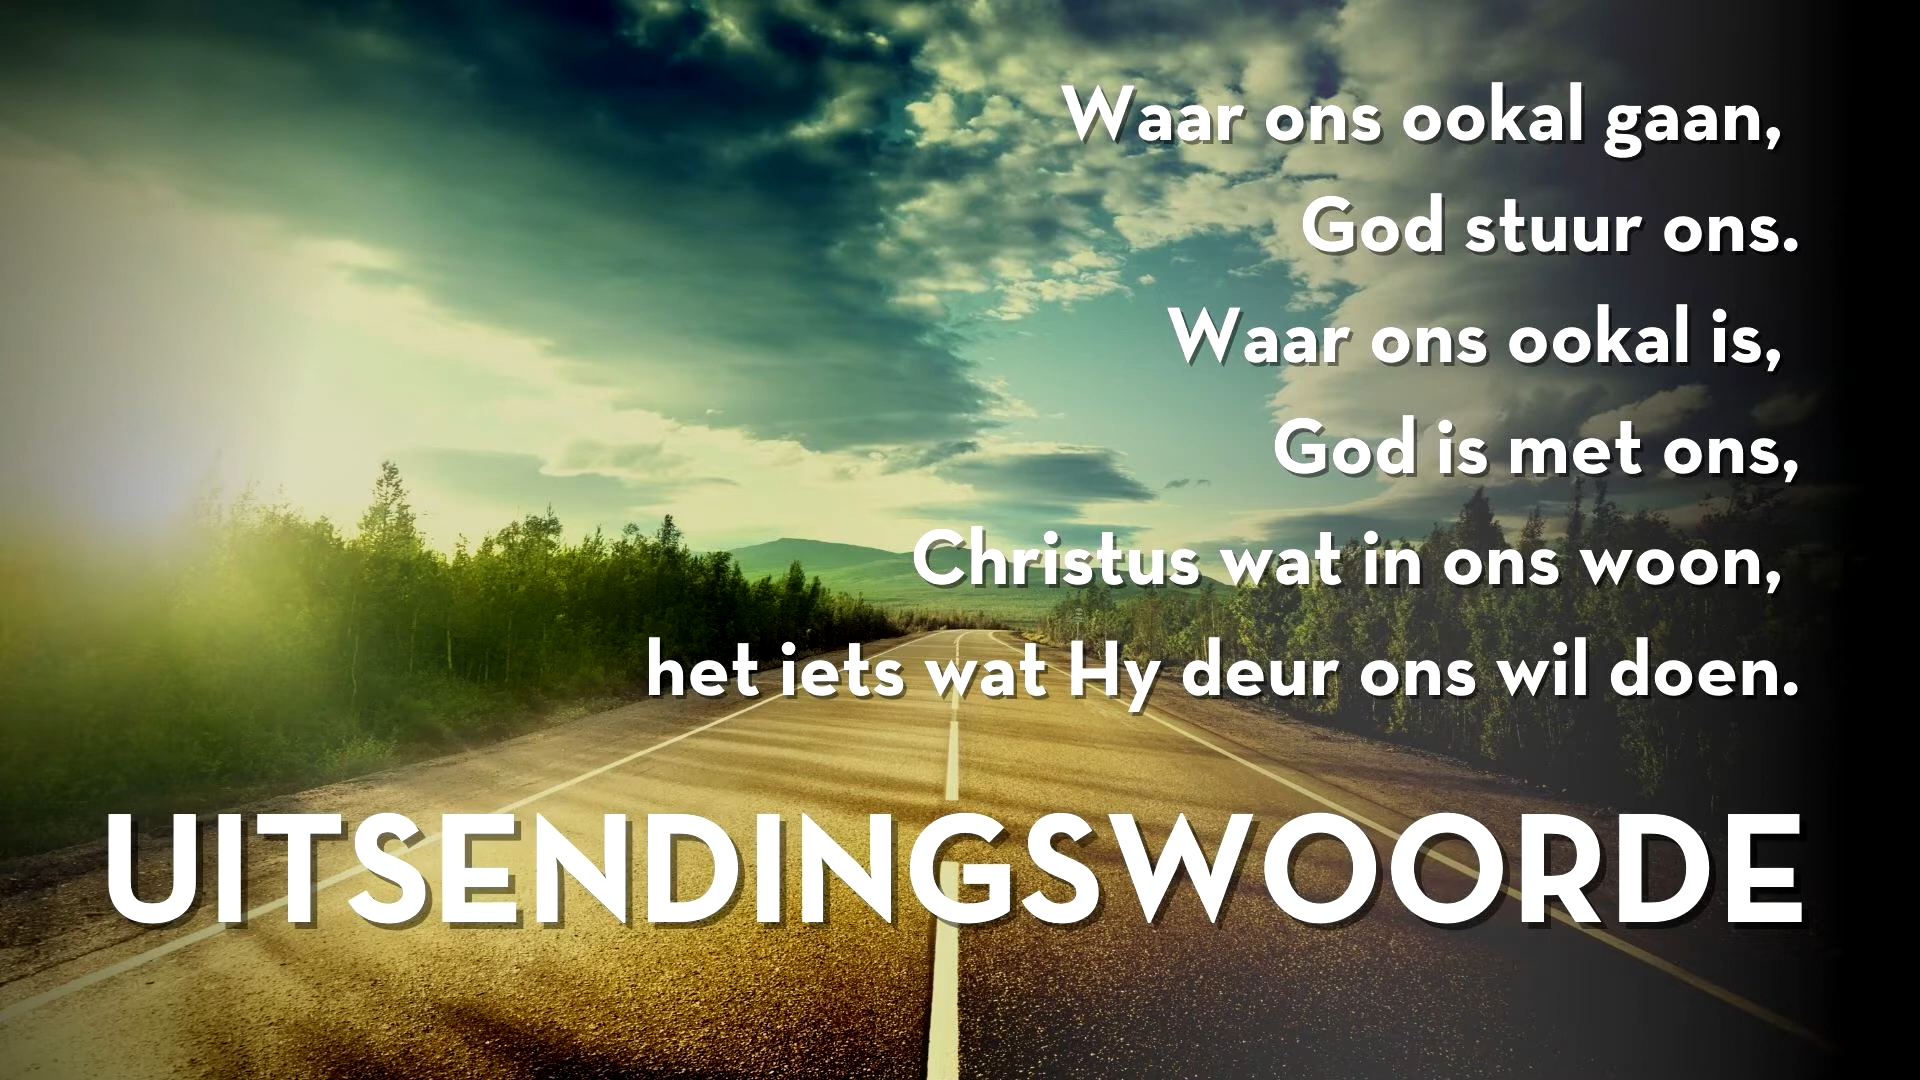 Waar ons ookal gaan,
God stuur ons.
Waar ons ookal is,
God is met ons,
Christus wat in ons woon,
het iets wat Hy deur ons wil doen.
UITSENDINGSWOORDE